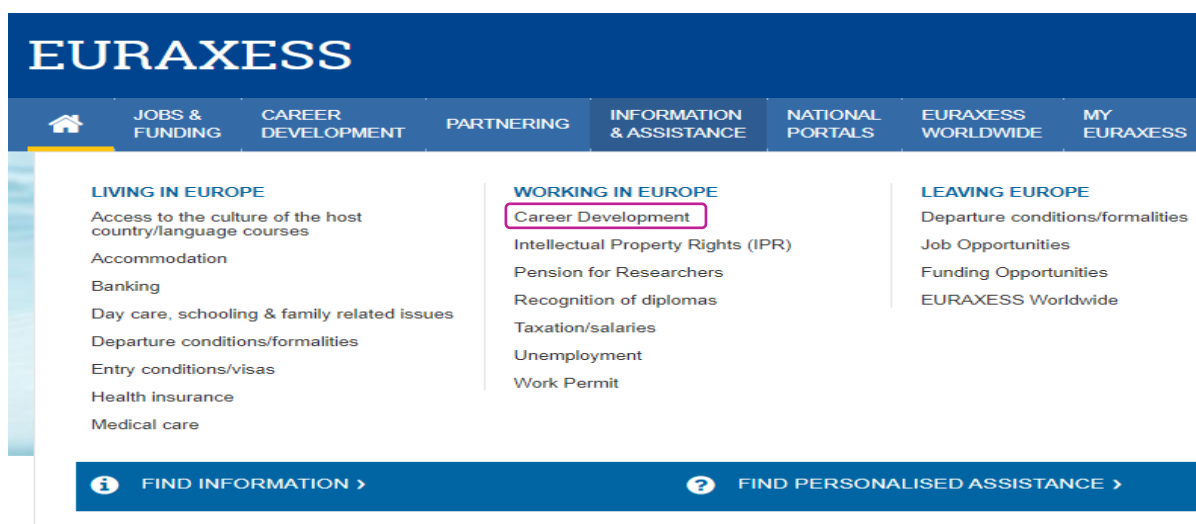 EURAXESS
JOBS &
FUNDING
CAREER
DEVELOPMENT
PARTNERING
INFORMATION
& ASSISTANCE
NATIONAL
PORTALS
EURAXESS
WORLDWIDE
MY
EURAXESS
LIVING IN EUROPE
Access to the culture of the host
country/language courses
Accommodation
Banking
Day care, schooling & family related issues
Departure conditions/formalities
Entry conditions/visas
Health insurance
Medical care
WORKING IN EUROPE
Career Development
Intellectual Property Rights (IPR)
Pension for Researchers
Recognition of diplomas
Taxation/salaries
Unemployment
Work Permit
LEAVING EUROPE
Departure conditions/formalities
Job Opportunities
Funding Opportunities
EURAXESS Worldwide
FIND INFORMATION >
FIND PERSONALISED ASSISTANCE >